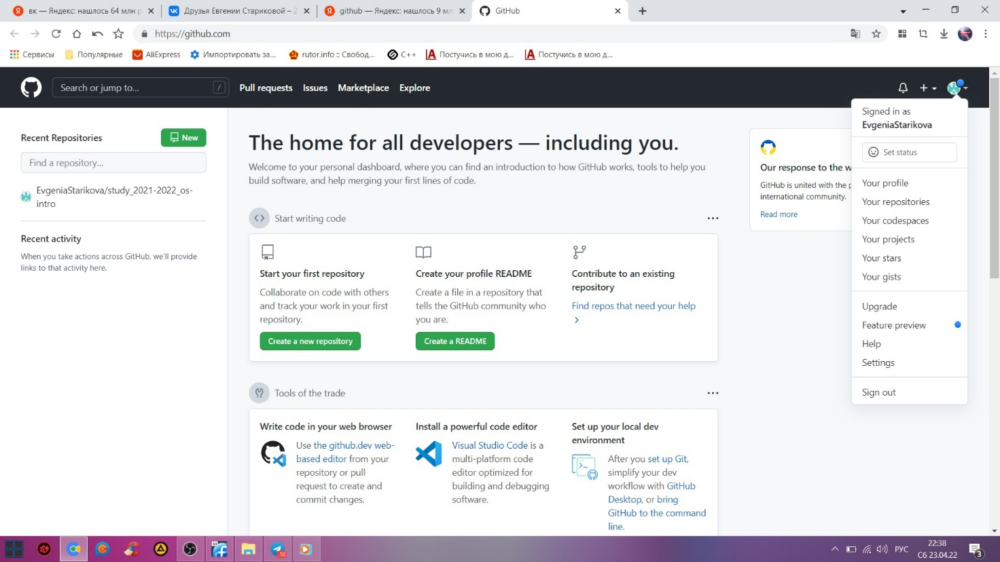 вк — Яндекс: нашлось 64 млн р
Друзья Евгении Стариковой – 2
github — Яндекс: нашлось 9 мл
GitHub
https://github.com
Сервисы
Популярные
AliExpress
Импортировать за...
rutor.info :: Свобод...
C++
Постучись в мою д...
Постучись в мою д...
Search or jump to...
/
Pull requests
Issues
Marketplace
Explore
Recent Repositories
New
Find a repository...
EvgeniaStarikova/study_2021-2022_os-
intro
Recent activity
When you take actions across GitHub, we'll provide
links to that activity here.
The home for all developers — including you.
Welcome to your personal dashboard, where you can find an introduction to how GitHub works, tools to help you
build software, and help merging your first lines of code.
Start writing code
Start your first repository
Collaborate on code with others
and track your work in your first
repository.
Create a new repository
Create your profile README
Create a file in a repository that
tells the GitHub community who
you are.
Create a README
Contribute to an existing
repository
Find repos that need your help
Tools of the trade
Write code in your web browser
Use the github.dev web-
based editor from your
repository or pull
request to create and
commit changes.
Install a powerful code editor
Visual Studio Code is a
multi-platform code
editor optimized for
building and debugging
software.
Set up your local dev
environment
After you set up Git,
simplify your dev
workflow with GitHub
Desktop, or bring
GitHub to the command
line.
Our response to the w
GitHub is united with the p
international community.
Read more
Signed in as
EvgeniaStarikova
Set status
Your profile
Your repositories
Your codespaces
Your projects
Your stars
Your gists
Upgrade
Feature preview
Help
Settings
Sign out
РУС
22:38
Сб 23.04.22
3